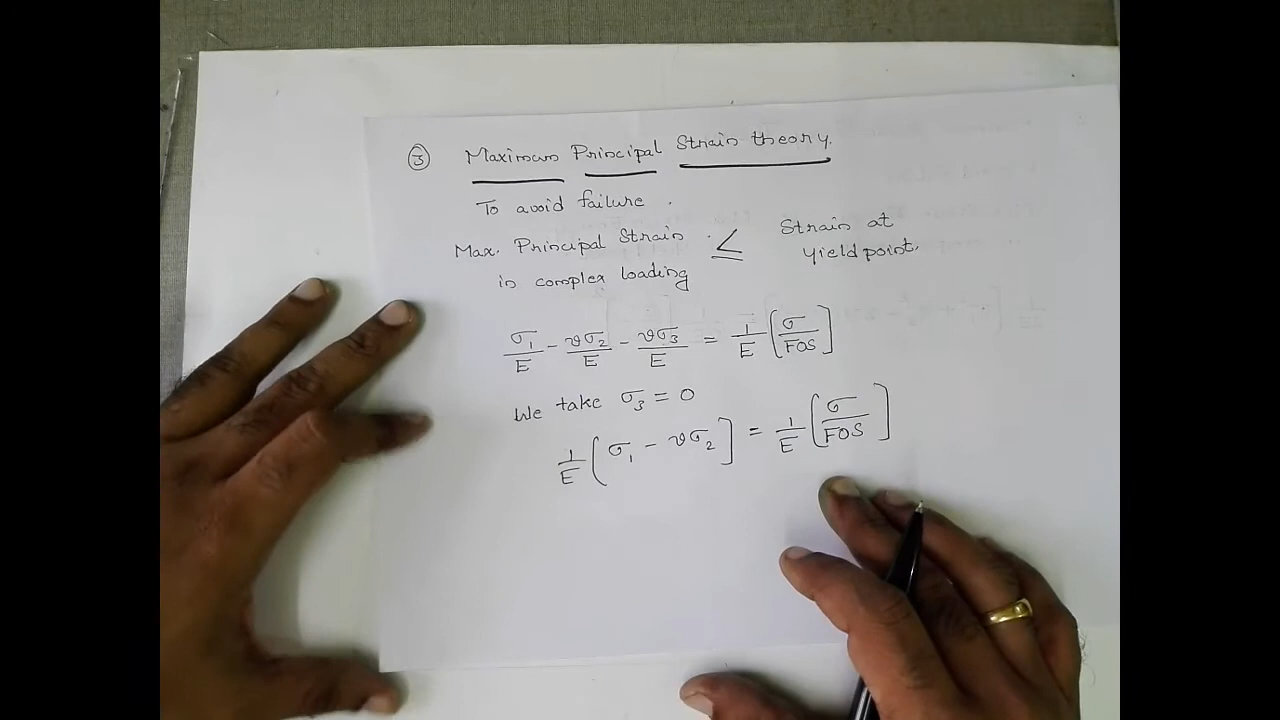 ③ Maximum Principal Strain theory.
To avoid failure.
Max. Principal Strain ≤ Strain at
in complex loading yield point.
σ₁/E - ϑσ₂/E - ϑσ₃/E = 1/E [σ/FOS]
We take σ₃ = 0
1/E [σ₁ - ϑσ₂] = 1/E [σ/FOS]